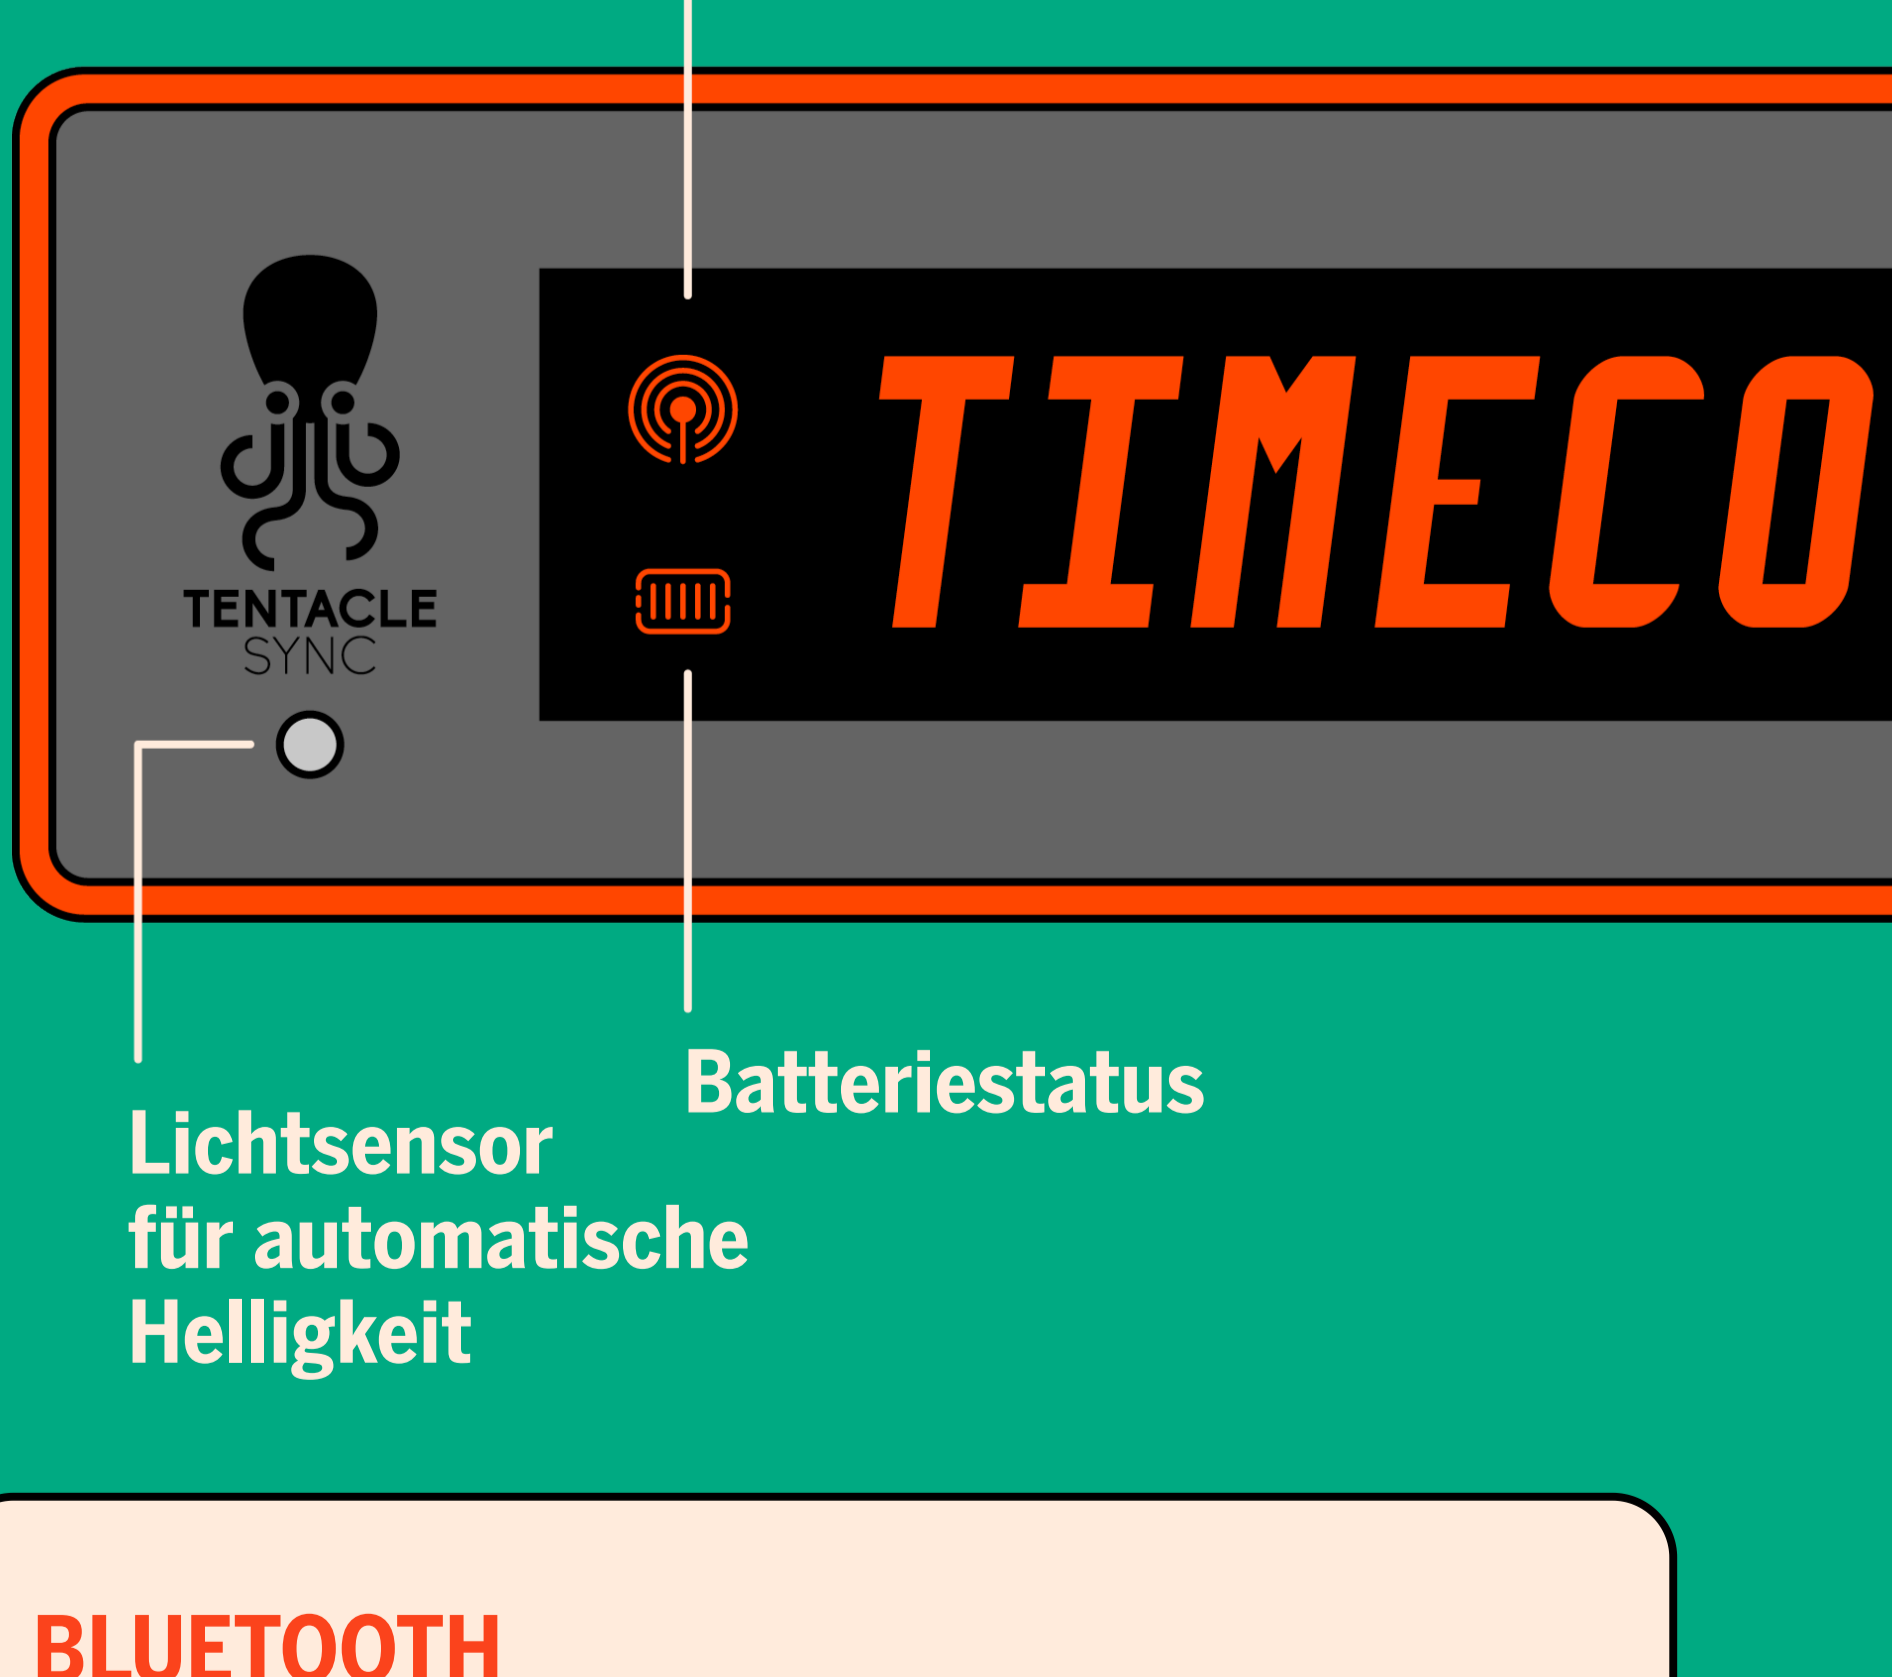 TENTACLE
SYNC
TIMECO
Batteriestatus
Lichtsensor
für automatische
Helligkeit
BLUETOOTH